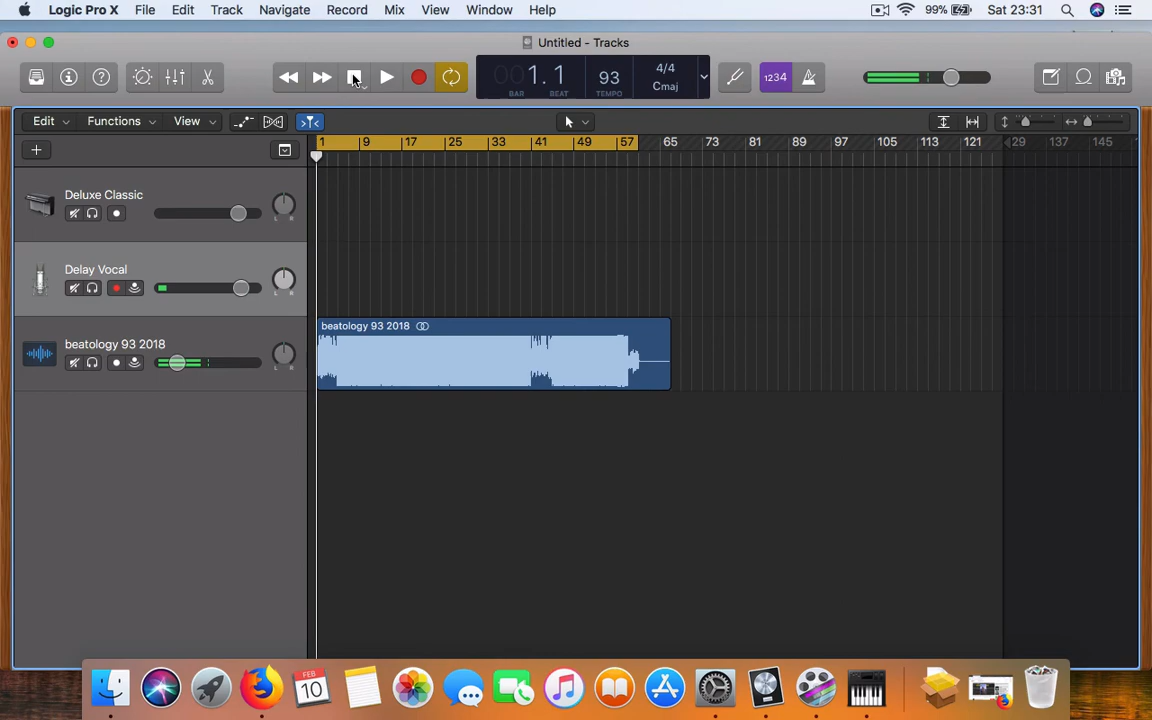 Logic Pro X File Edit Track Navigate Record Mix View Window Help 99% Sat 23:31
Untitled - Tracks
001. 1 93 4/4 1234
BAR BEAT TEMPO Cmaj
Edit Functions View
1 9 17 25 33 41 49 57 65 73 81 89 97 105 113 121 29 137 145
Deluxe Classic
L R
Delay Vocal
L R
beatology 93 2018
beatology 93 2018
L R
FEB
10